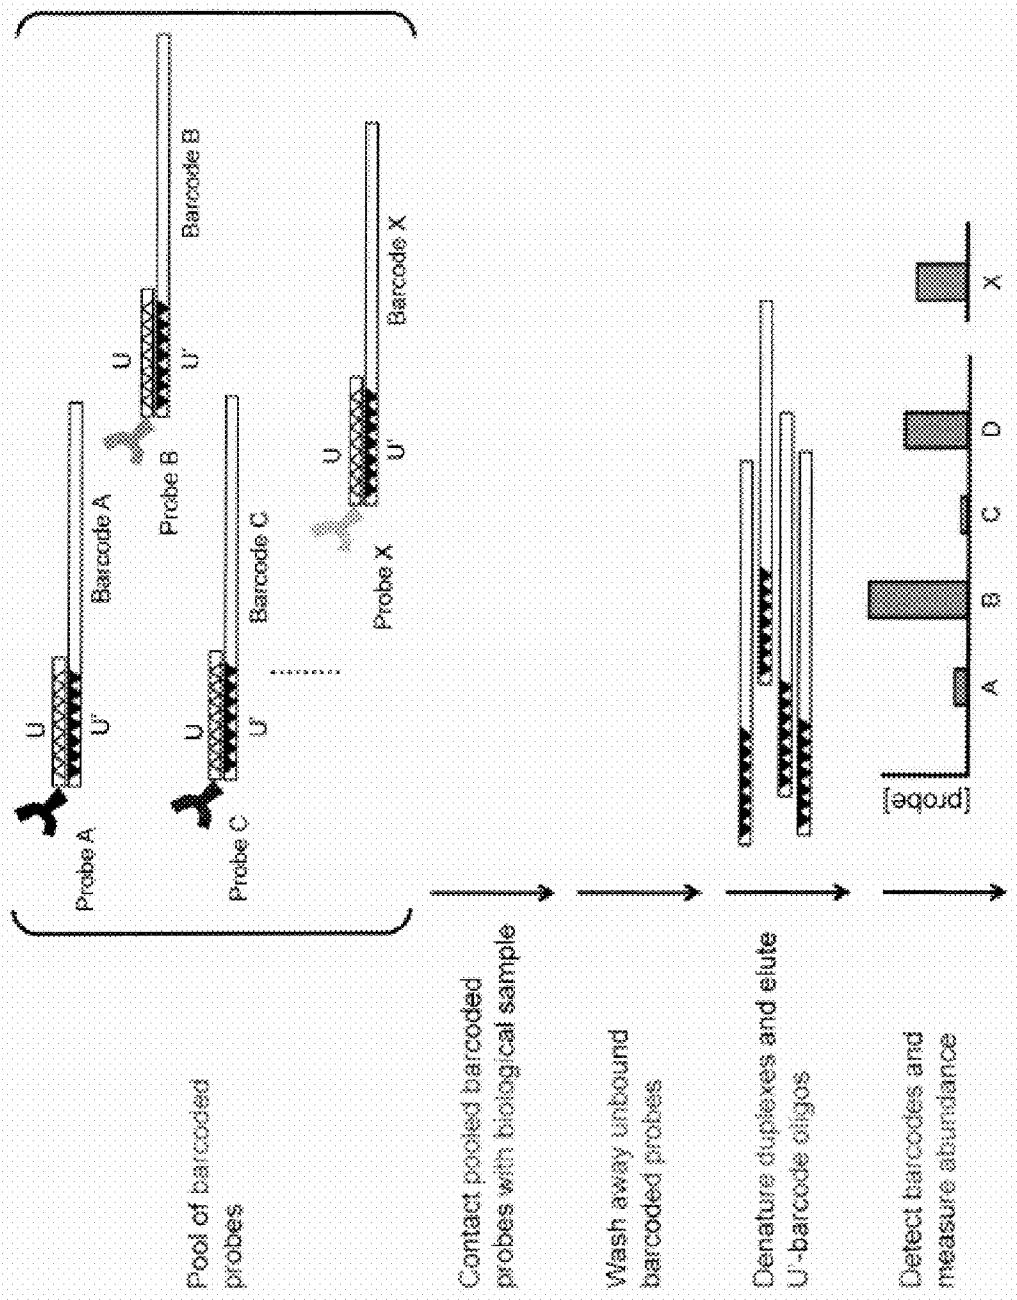 Pool of barcoded
probes
Probe A
U
U'
Barcode A
Probe B
U
U'
Barcode B
Probe C
U
U'
Barcode C
Probe X
U
U'
Barcode X
Contact pooled barcoded
probes with biological sample
Wash away unbound
barcoded probes
Denature duplexes and elute
U'-barcode oligos
Detect barcodes and
measure abundance
[probe]
A B C D X